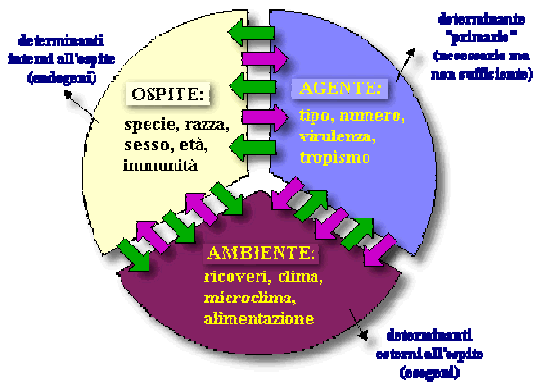 determinanti
interni all'ospite
(endogeni)
determinante
"primario"
(necessario ma
non sufficiente)
OSPITE:
specie, razza,
sesso, età,
immunità
AGENTE:
tipo, numero,
virulenza,
tropismo
AMBIENTE:
ricoveri, clima,
microclima,
alimentazione
determinanti
esterni all'ospite
(esogeni)